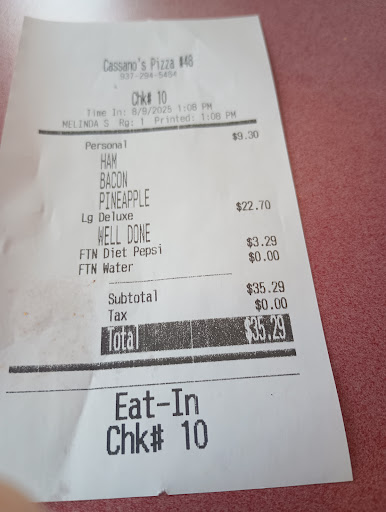 Cassano's Pizza #48
937-294-5464
Chk# 10
Time In: 8/9/2025 1:08 PM
MELINDA S Rg: 1 Printed: 1:08 PM
Personal $9.30
HAM
BACON
PINEAPPLE
Lg Deluxe $22.70
WELL DONE
FTN Diet Pepsi $3.29
FTN Water $0.00
Subtotal $35.29
Tax $0.00
Total $35.29
Eat-In
Chk# 10